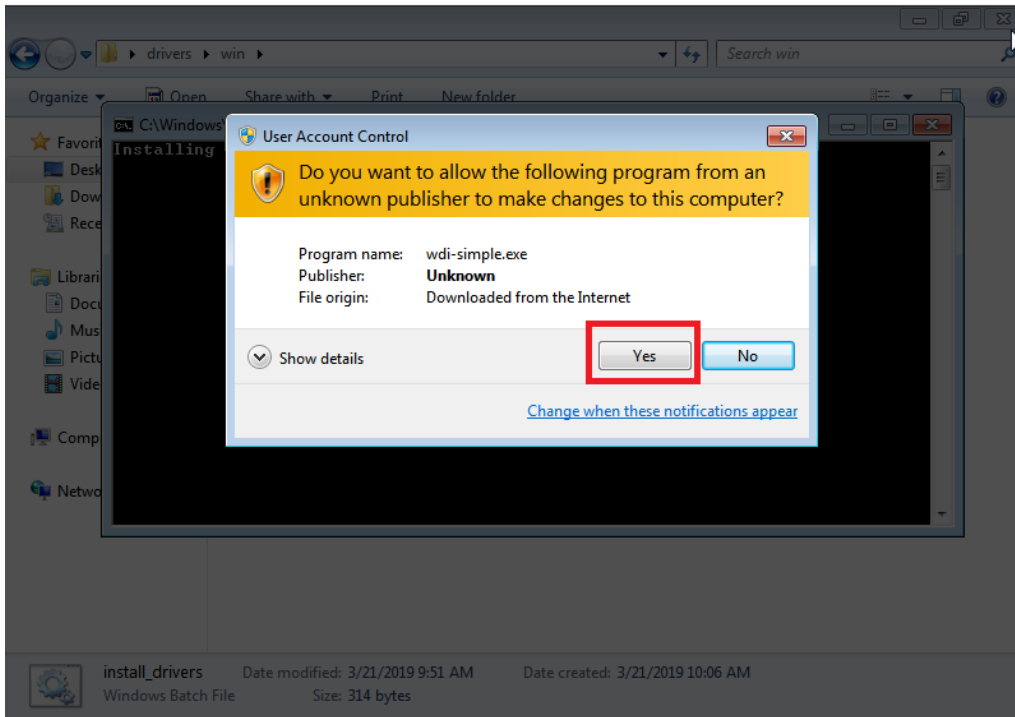 drivers win
Search win
Organize Open Share with Print New folder
C:\Windows\
Installing
Favorit
Desk
Dow
Rece
Librari
Docu
Mus
Pictu
Vide
Comp
Netwo
User Account Control
Do you want to allow the following program from an
unknown publisher to make changes to this computer?
Program name: wdi-simple.exe
Publisher: Unknown
File origin: Downloaded from the Internet
Show details
Yes
No
Change when these notifications appear
install_drivers Date modified: 3/21/2019 9:51 AM Date created: 3/21/2019 10:06 AM
Windows Batch File Size: 314 bytes